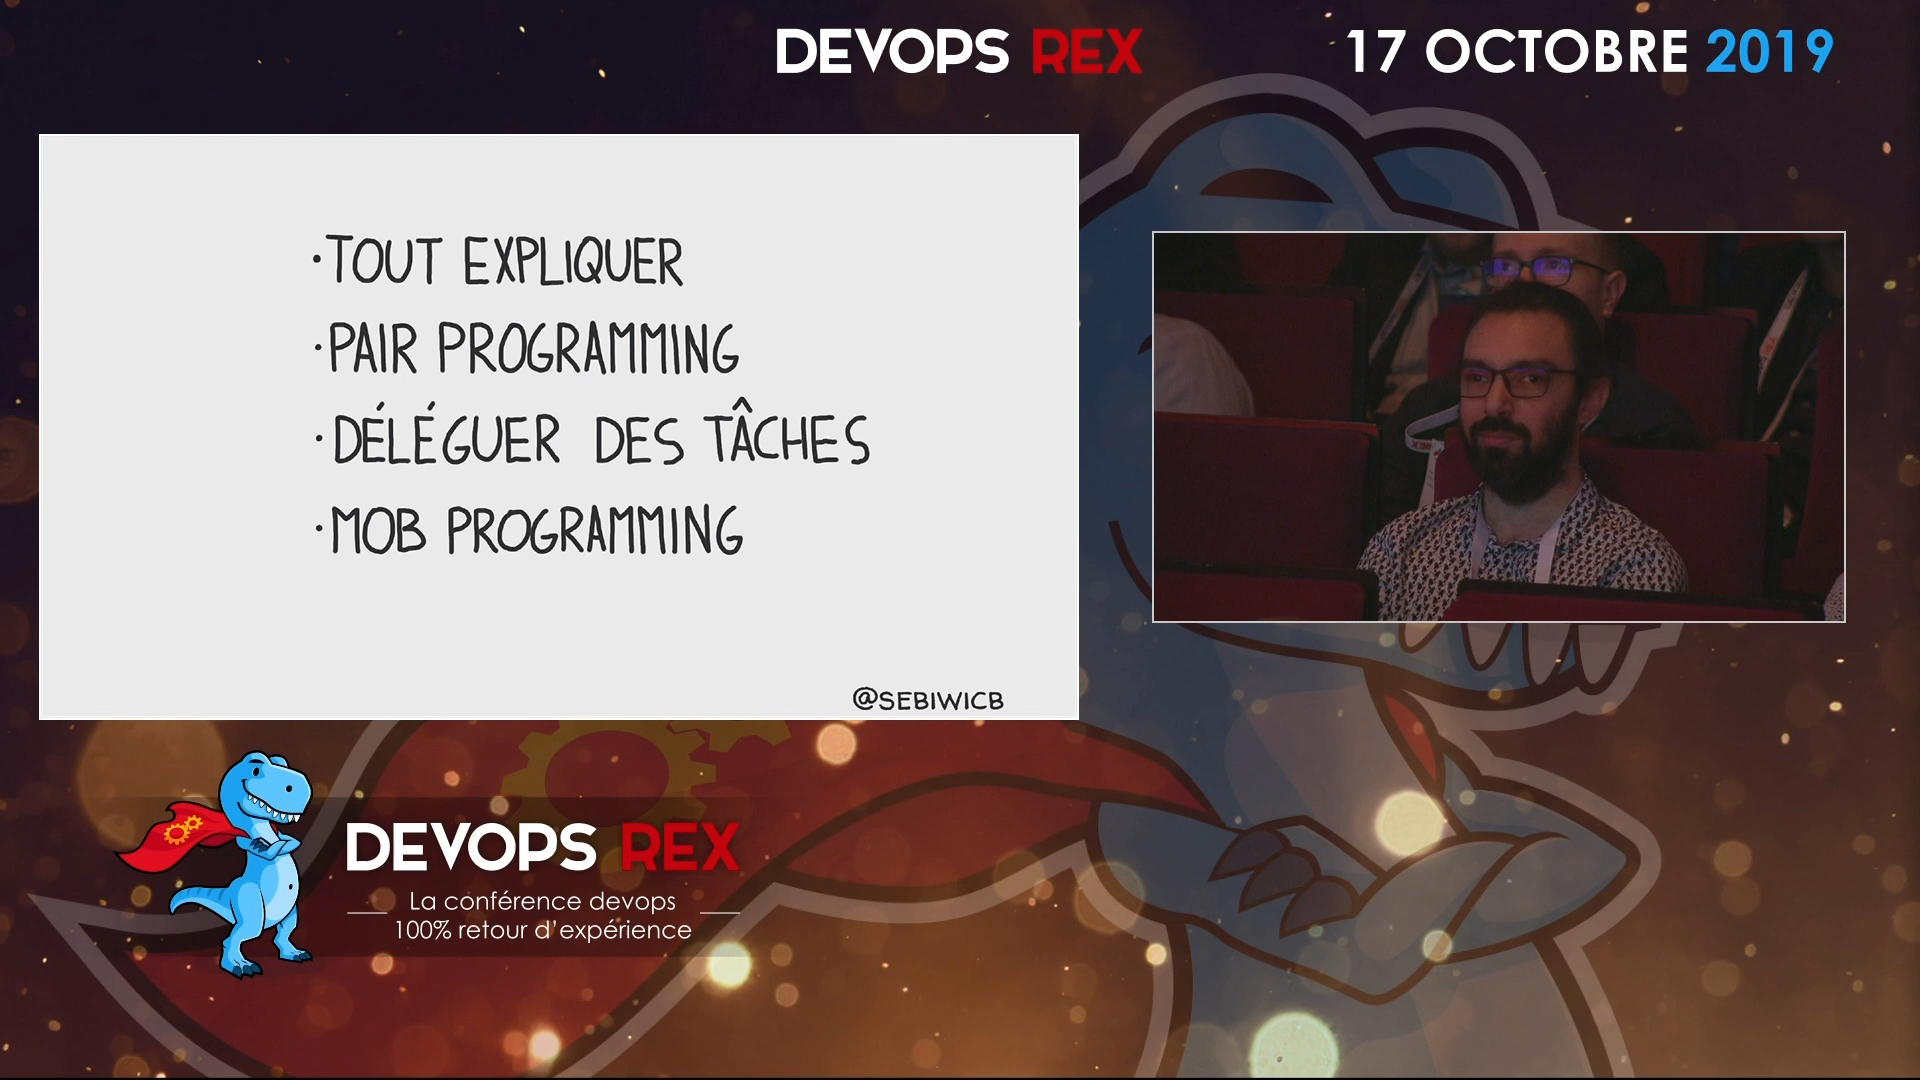 DEVOPS REX
17 OCTOBRE 2019
·TOUT EXPLIQUER
·PAIR PROGRAMMING
·DÉLÉGUER DES TÂCHES
·MOB PROGRAMMING
@SEBIWICB
DEVOPS REX
La conférence devops
100% retour d'expérience